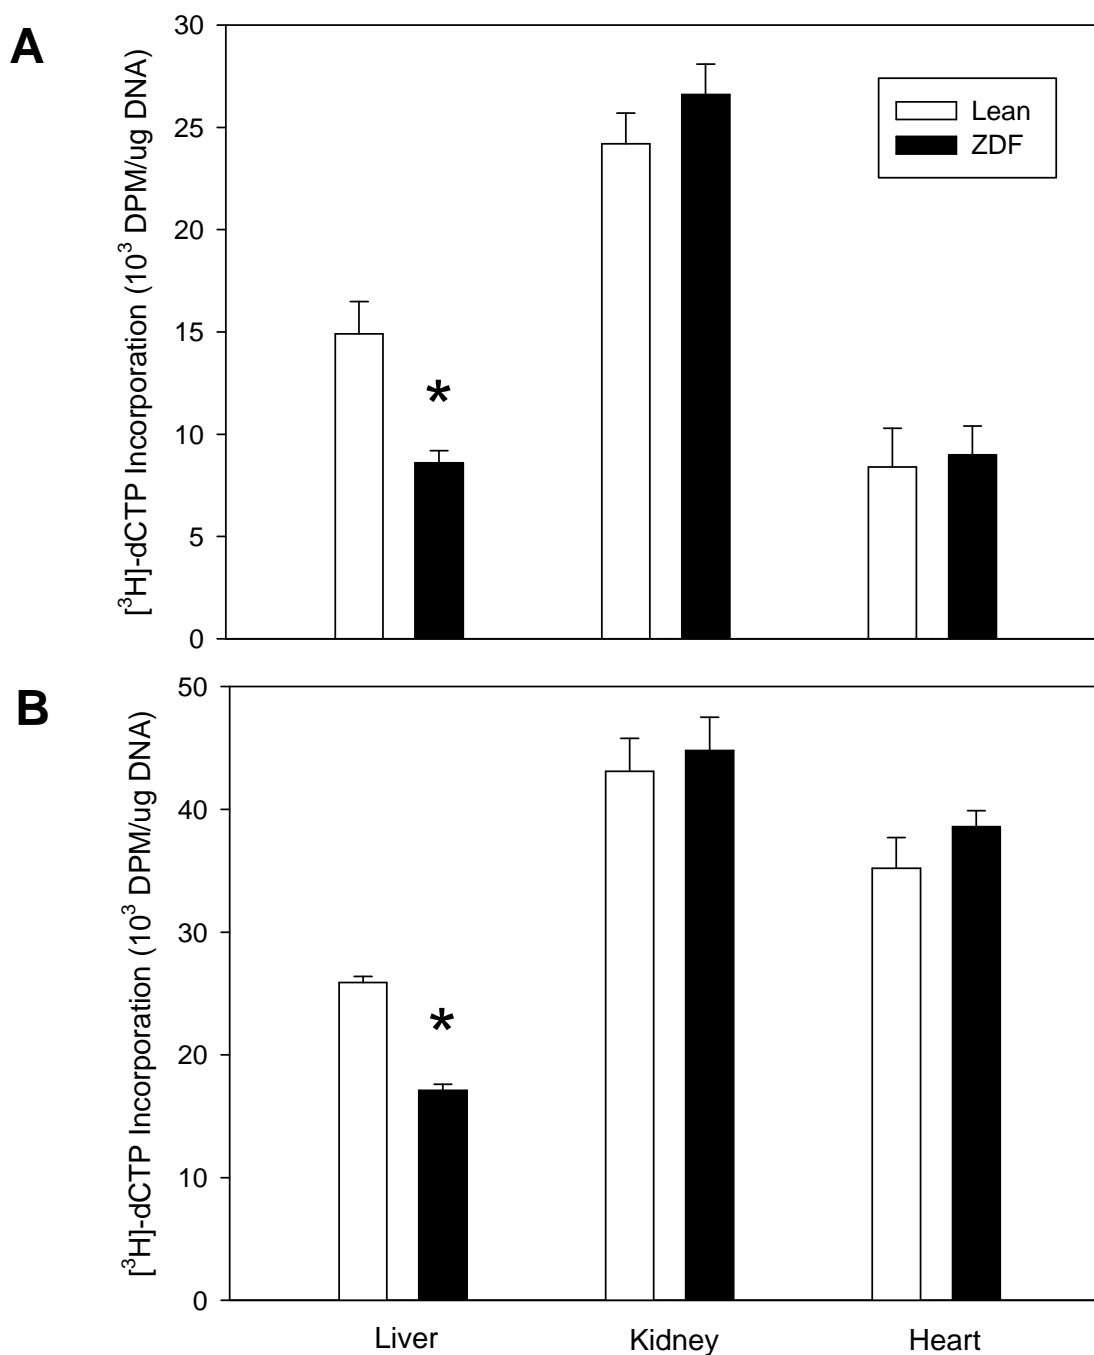 A
[³H]-dCTP Incorporation (10³ DPM/ug DNA)
30
25
20
15
10
5
0
Lean
ZDF
*
B
[³H]-dCTP Incorporation (10³ DPM/ug DNA)
50
40
30
20
10
0
*
Liver Kidney Heart